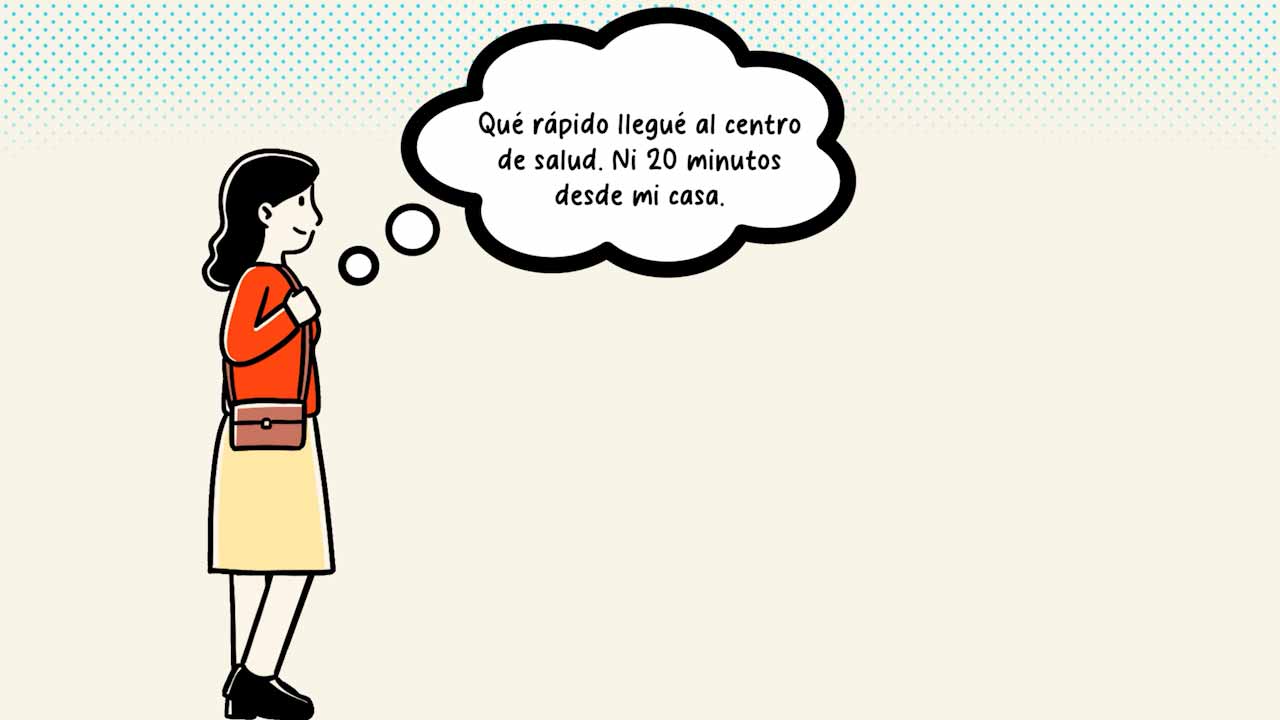 Qué rápido llegué al centro
de salud. Ni 20 minutos
desde mi casa.